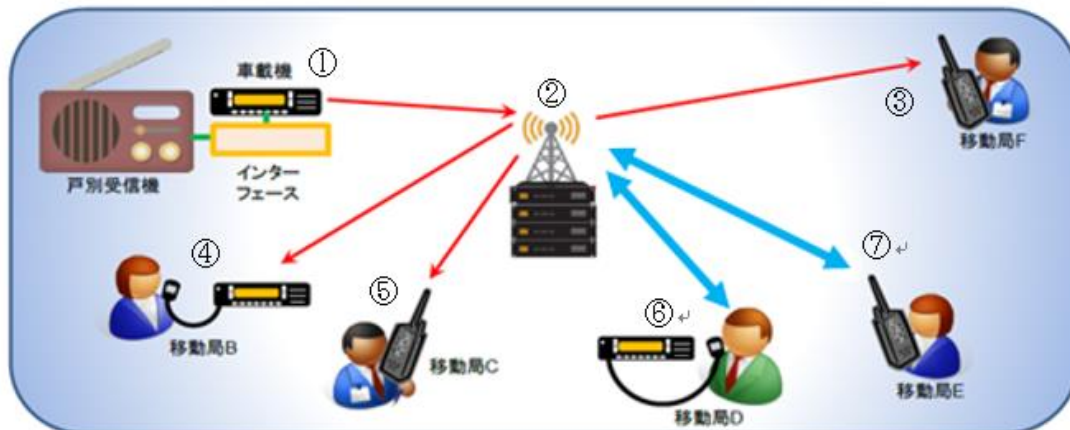 車載機 ①
②
③
移動局F
インター
フェース
戸別受信機
④
移動局B
⑤
移動局C
⑥↵
移動局D
⑦↵
移動局E